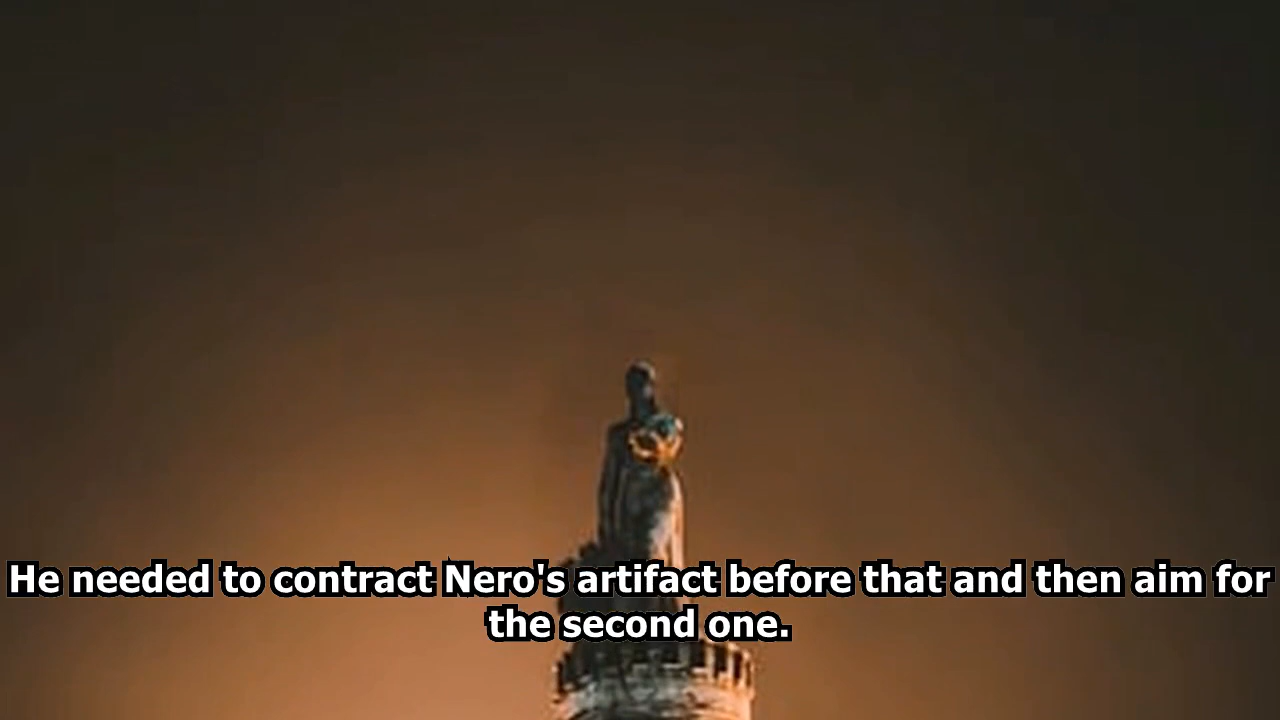 He needed to contract Nero's artifact before that and then aim for
the second one.